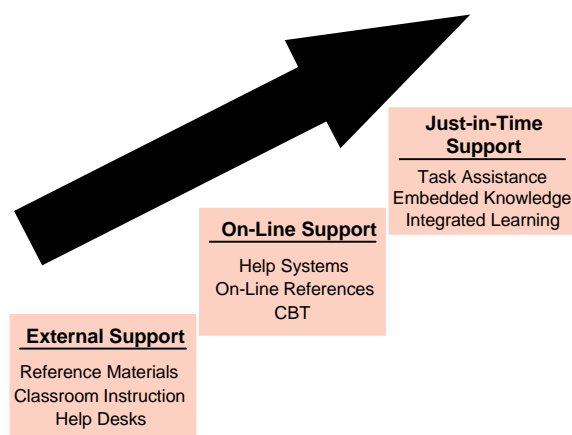 Just-in-Time
Support
Task Assistance
Embedded Knowledge
Integrated Learning
On-Line Support
Help Systems
On-Line References
CBT
External Support
Reference Materials
Classroom Instruction
Help Desks